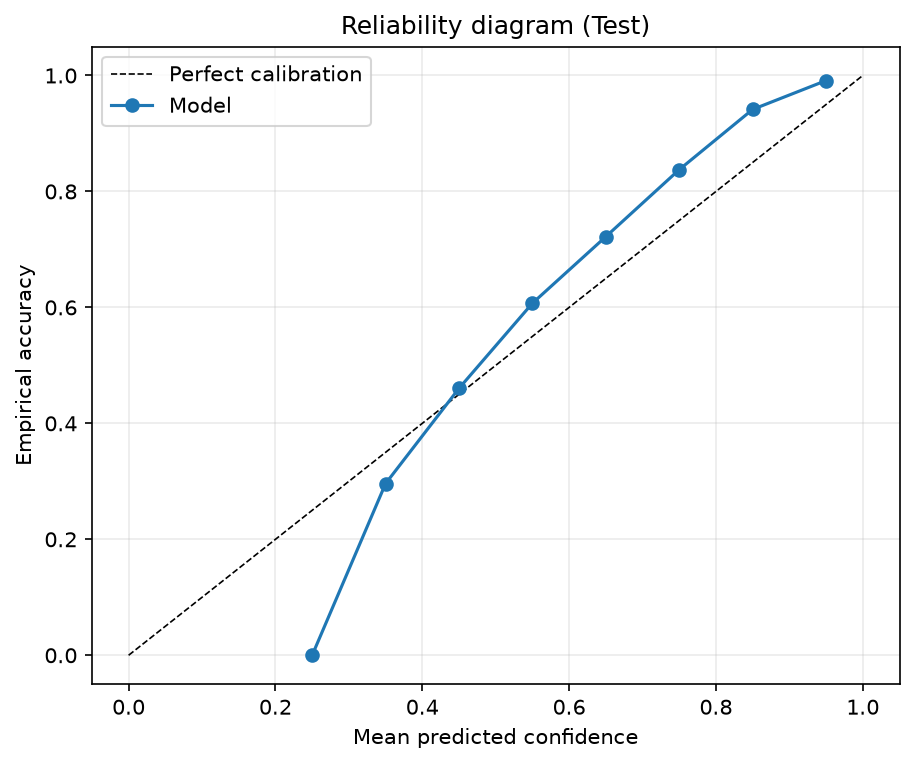 Reliability diagram (Test)
Perfect calibration
Model
1.0
0.8
0.6
0.4
0.2
0.0
Empirical accuracy
0.0 0.2 0.4 0.6 0.8 1.0
Mean predicted confidence